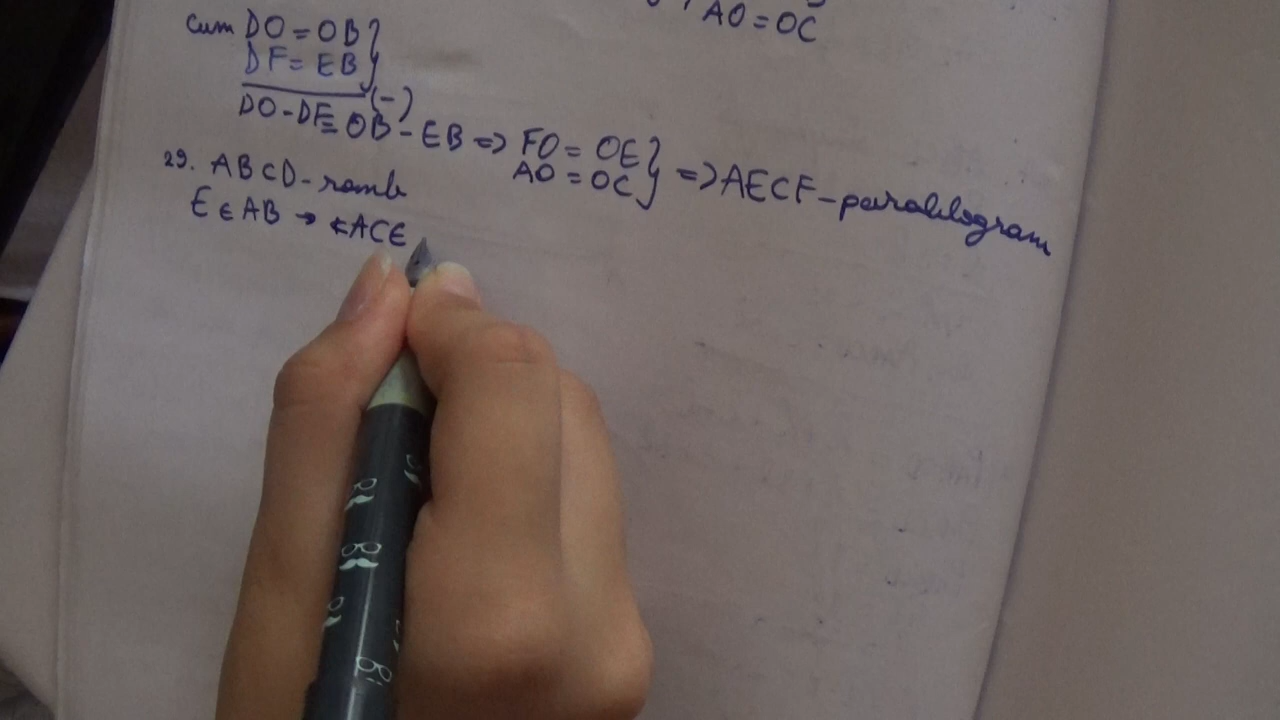 AO = OC
Cum DO = OB }
DF = EB }
(-)
DO - DF = OB - EB => FO = OE }
AO = OC } => AECF - paralelogram
29. ABCD - romb
E ∈ AB → ∢ACE